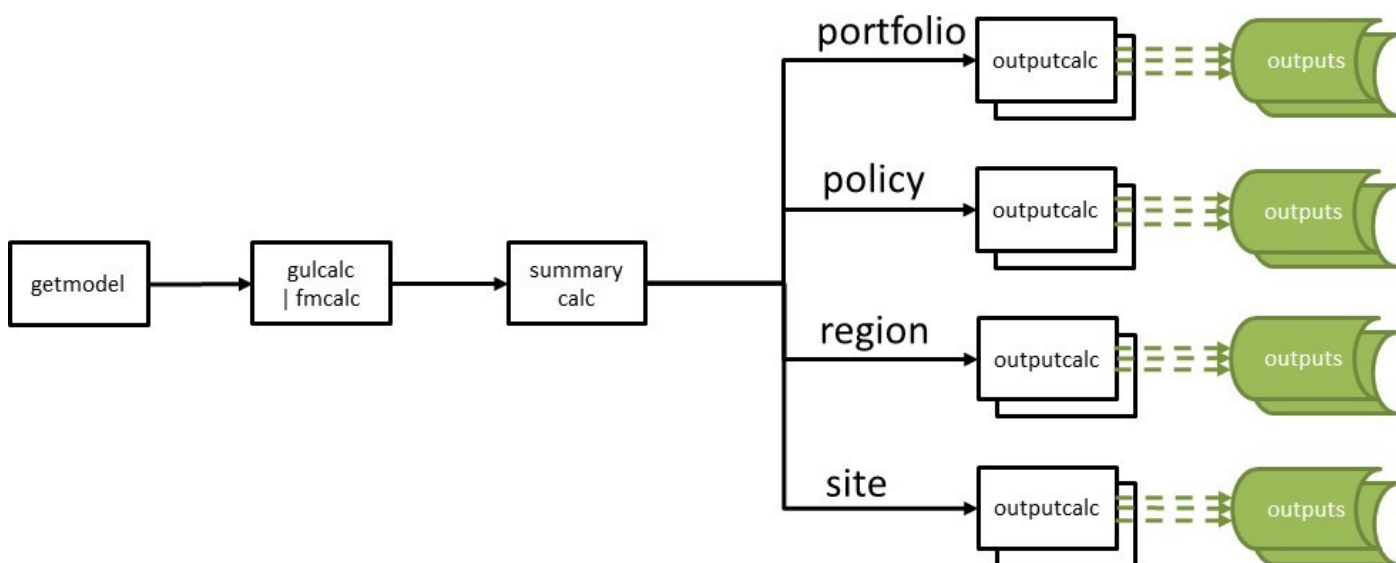 portfolio
outputcalc
outputs
policy
outputcalc
outputs
getmodel
gulcalc
| fmcalc
summary
calc
region
outputcalc
outputs
site
outputcalc
outputs